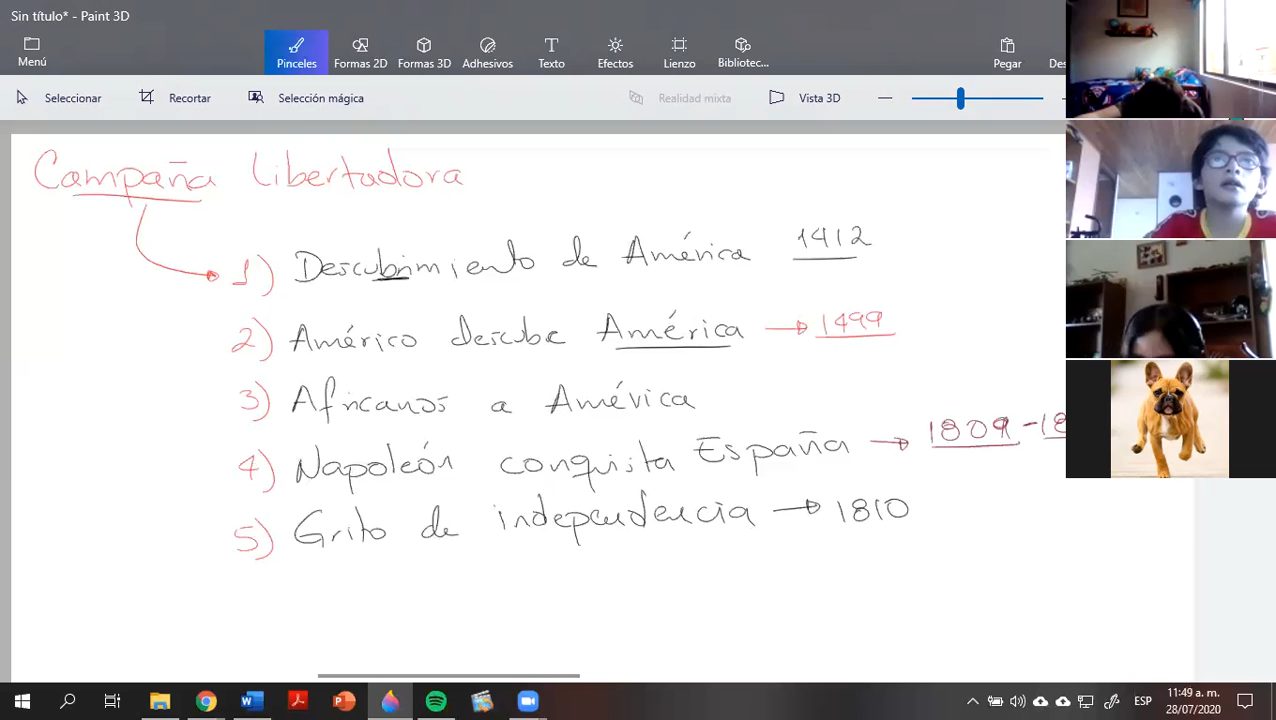 Sin título* - Paint 3D
Menú
Pinceles
Formas 2D
Formas 3D
Adhesivos
Texto
Efectos
Lienzo
Bibliotec...
Pegar
Des
Seleccionar
Recortar
Selección mágica
Realidad mixta
Vista 3D
Campaña Libertadora
1) Descubrimiento de América 1412
2) Américo descube América → 1499
3) Africanos a América
4) Napoleón conquista España → 1809 - 18
5) Grito de independencia → 1810
ESP
11:49 a. m.
28/07/2020